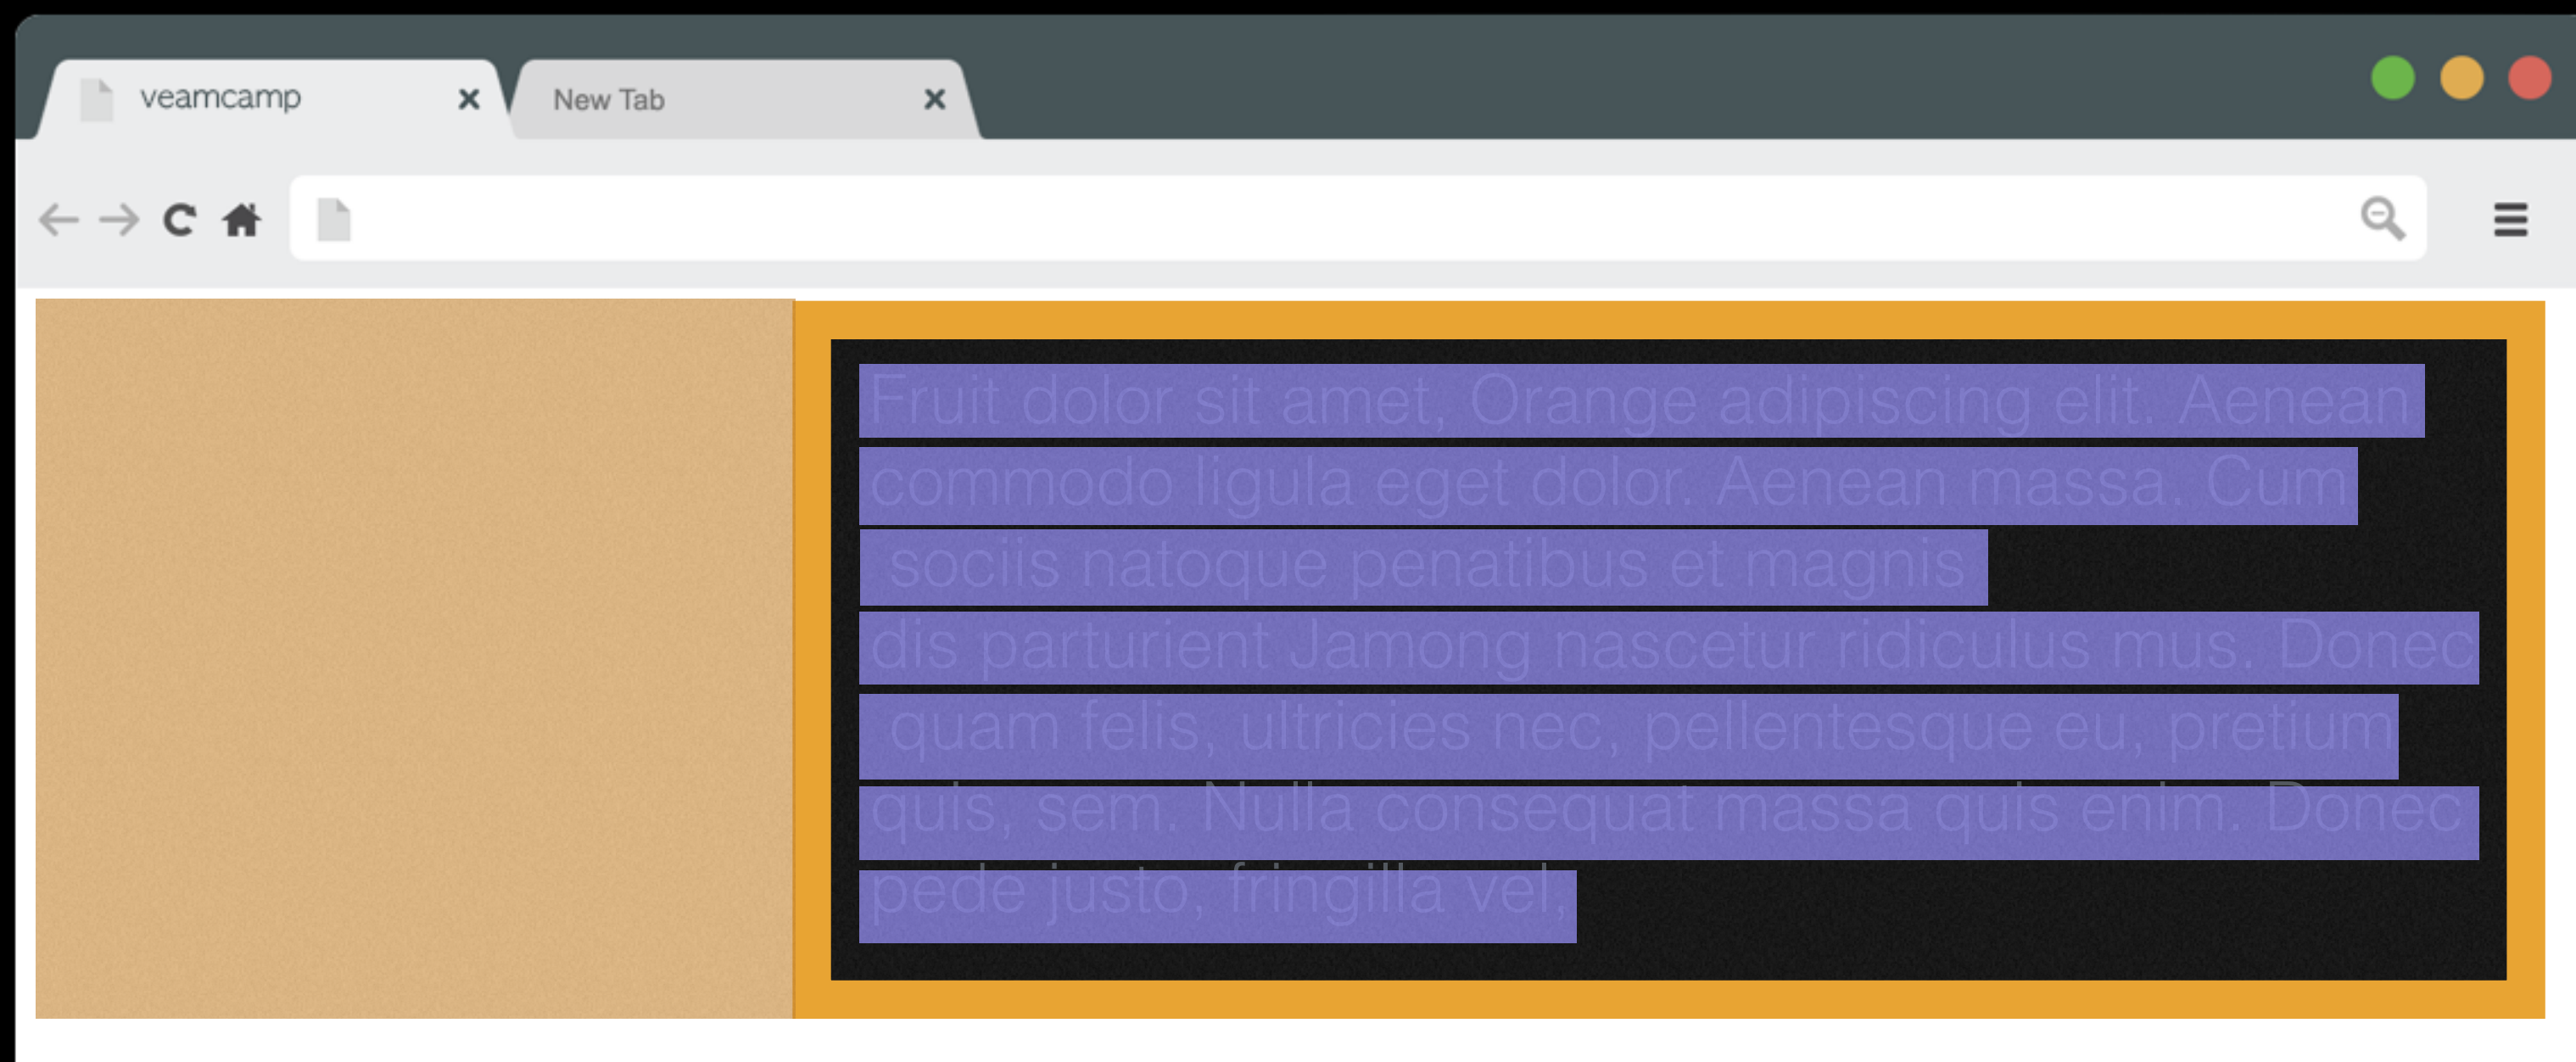 veamcamp
New Tab
Fruit dolor sit amet, Orange adipiscing elit. Aenean
commodo ligula eget dolor. Aenean massa. Cum
sociis natoque penatibus et magnis
dis parturient Jamong nascetur ridiculus mus. Donec
quam felis, ultricies nec, pellentesque eu, pretium
quis, sem. Nulla consequat massa quis enim. Donec
pede justo, fringilla vel,